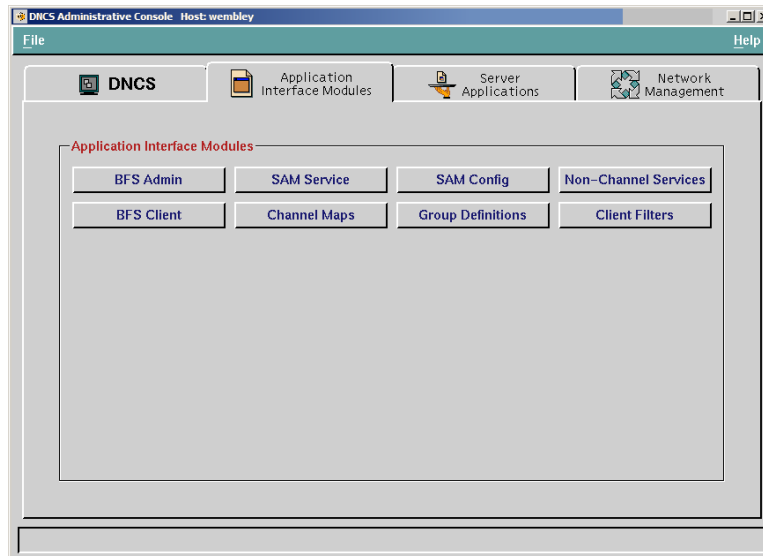 DNCS Administrative Console Host: wembley
File Help
DNCS
Application
Interface Modules
Server
Applications
Network
Management
Application Interface Modules
BFS Admin SAM Service SAM Config Non-Channel Services
BFS Client Channel Maps Group Definitions Client Filters